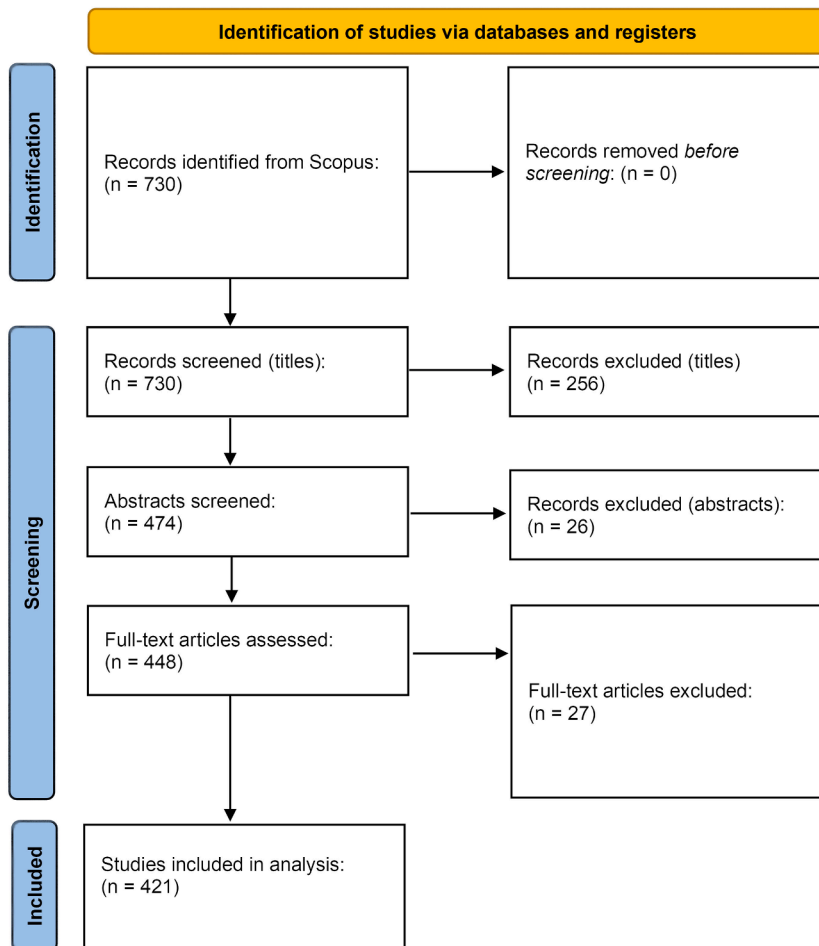 Identification of studies via databases and registers
Identification
Records identified from Scopus:
(n = 730)
Records removed before
screening: (n = 0)
Screening
Records screened (titles):
(n = 730)
Records excluded (titles)
(n = 256)
Abstracts screened:
(n = 474)
Records excluded (abstracts):
(n = 26)
Full-text articles assessed:
(n = 448)
Full-text articles excluded:
(n = 27)
Included
Studies included in analysis:
(n = 421)